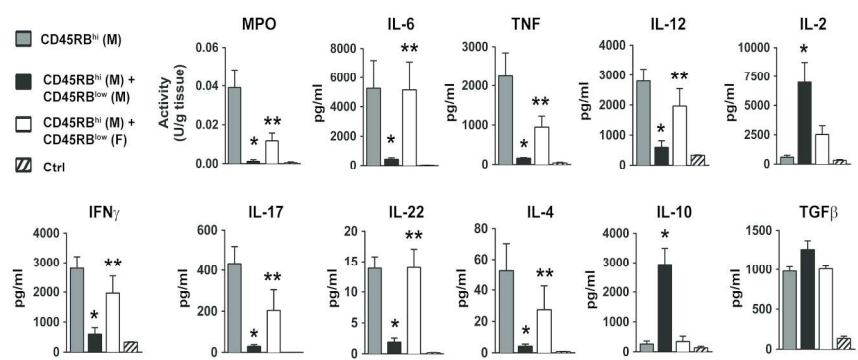 CD45RBhi (M)
CD45RBhi (M) +
CD45RBlow (M)
CD45RBhi (M) +
CD45RBlow (F)
Ctrl
MPO
Activity
(U/g tissue)
0.06
0.04
0.02
0.00
*
**
IL-6
pg/ml
8000
6000
4000
2000
0
*
**
TNF
pg/ml
3000
2000
1000
0
*
**
IL-12
pg/ml
4000
3000
2000
1000
0
*
**
IL-2
pg/ml
10000
7500
5000
2500
0
*
IFNγ
pg/ml
4000
3000
2000
1000
0
*
**
IL-17
pg/ml
600
400
200
0
*
**
IL-22
pg/ml
20
15
10
5
0
*
**
IL-4
pg/ml
80
60
40
20
0
*
**
IL-10
pg/ml
4000
3000
2000
1000
0
*
TGFβ
pg/ml
1500
1000
500
0